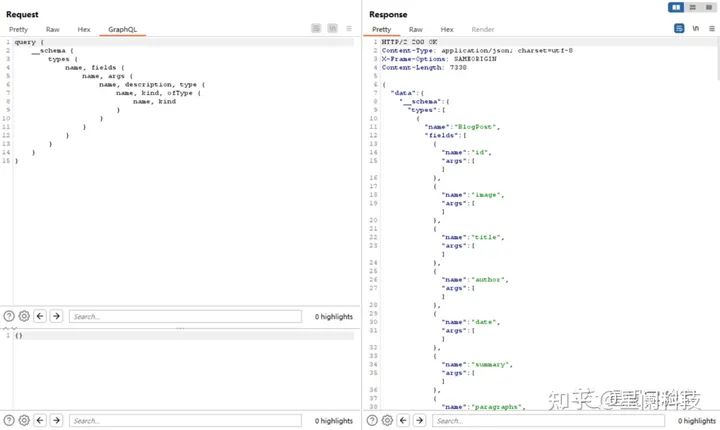 Request
Pretty Raw Hex GraphQL
1 query {
2 __schema {
3 types {
4 name, fields {
5 name, args {
6 name, description, type {
7 name, kind, ofType {
8 name, kind
9 }
10 }
11 }
12 }
13 }
14 }
15 }
Search... 0 highlights
1 {}
Search... 0 highlights
Response
Pretty Raw Hex Render
1 HTTP/2 200 OK
2 Content-Type: application/json; charset=utf-8
3 X-Frame-Options: SAMEORIGIN
4 Content-Length: 7338
5
6 {
7 "data":{
8 "__schema":{
9 "types":[
10 {
11 "name":"BlogPost",
12 "fields":[
13 {
14 "name":"id",
15 "args":[
]
16 },
17 {
18 "name":"image",
19 "args":[
]
20 },
21 {
22 "name":"title",
23 "args":[
]
24 },
25 {
26 "name":"author",
27 "args":[
]
28 },
29 {
30 "name":"date",
31 "args":[
]
32 },
33 {
34 "name":"summary",
35 "args":[
]
36 },
37 {
38 "name":"paragraphs",
Search... 0 highlights
知乎 @星阑科技